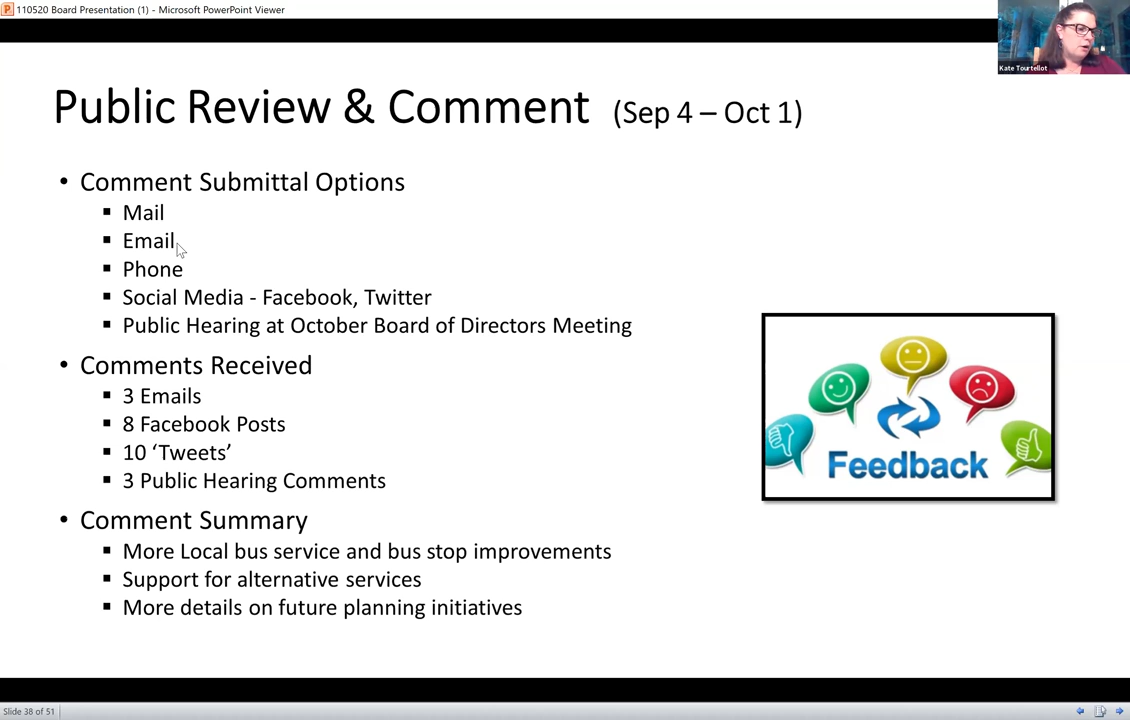 110520 Board Presentation (1) - Microsoft PowerPoint Viewer
Kate Tourtellot
Public Review & Comment (Sep 4 – Oct 1)
• Comment Submittal Options
▪ Mail
▪ Email
▪ Phone
▪ Social Media - Facebook, Twitter
▪ Public Hearing at October Board of Directors Meeting
• Comments Received
▪ 3 Emails
▪ 8 Facebook Posts
▪ 10 ‘Tweets’
▪ 3 Public Hearing Comments
• Comment Summary
▪ More Local bus service and bus stop improvements
▪ Support for alternative services
▪ More details on future planning initiatives
Feedback
Slide 38 of 51